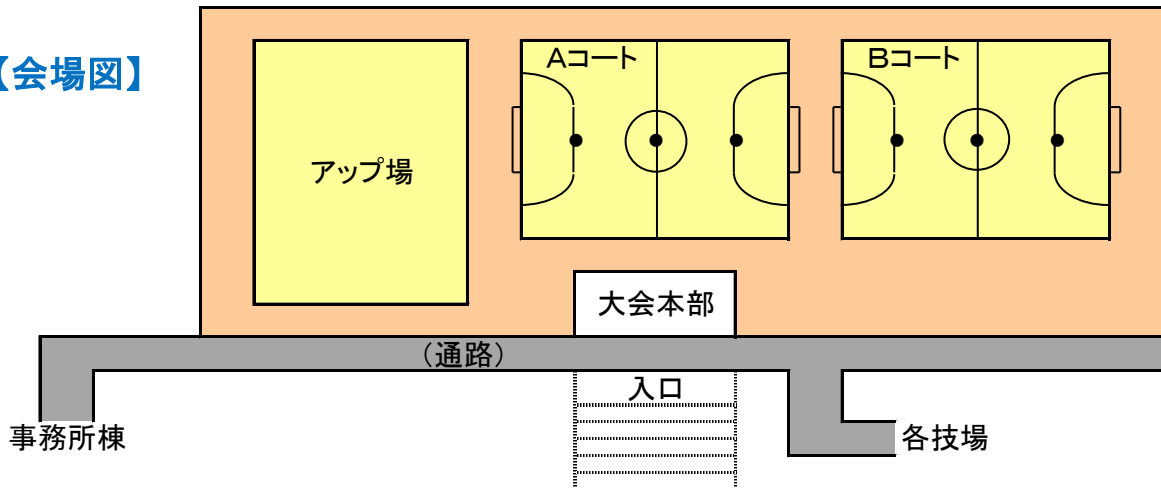 【会場図】
Aコート
Bコート
アップ場
大会本部
(通路)
入口
事務所棟
各技場